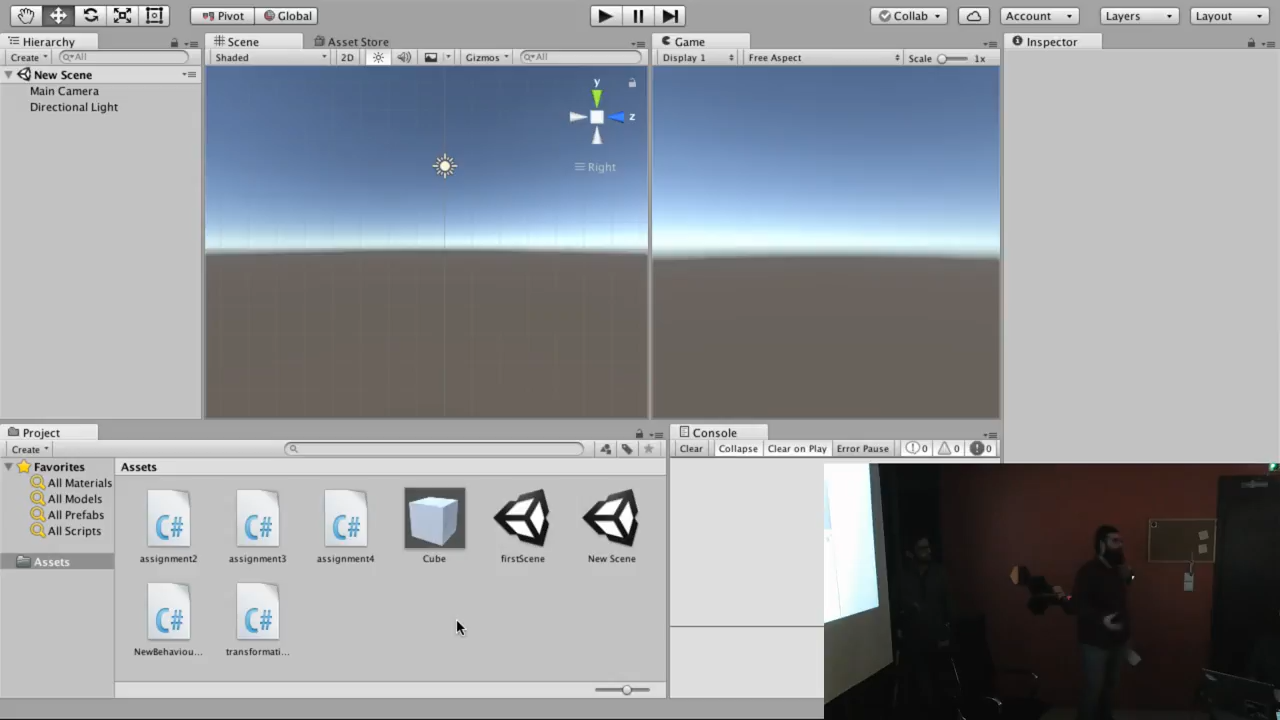 Pivot Global Collab Account Layers Layout
Hierarchy
Create All
New Scene
Main Camera
Directional Light
Scene Asset Store
Shaded 2D Gizmos All
y
z
Right
Game
Display 1 Free Aspect Scale 1x
Inspector
Project
Create
Favorites
All Materials
All Models
All Prefabs
All Scripts
Assets
Assets
assignment2 assignment3 assignment4 Cube firstScene New Scene
NewBehaviou... transformati...
Console
Clear Collapse Clear on Play Error Pause 0 0 0